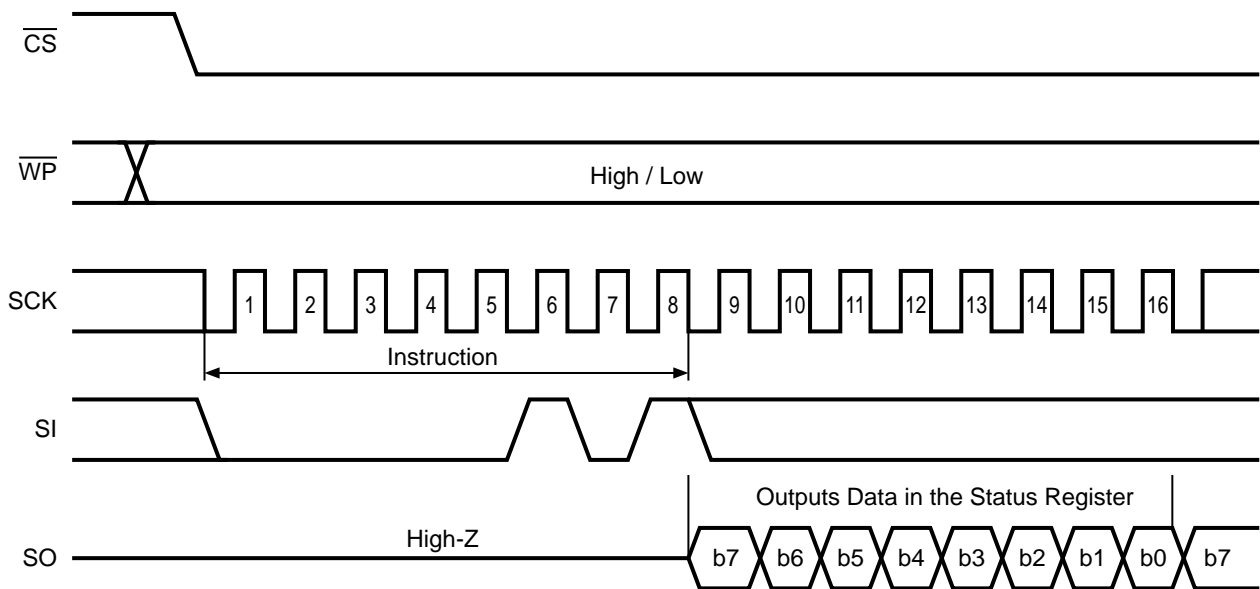 CS
WP
High / Low
SCK
1 2 3 4 5 6 7 8 9 10 11 12 13 14 15 16
Instruction
SI
Outputs Data in the Status Register
High-Z
SO
b7 b6 b5 b4 b3 b2 b1 b0 b7